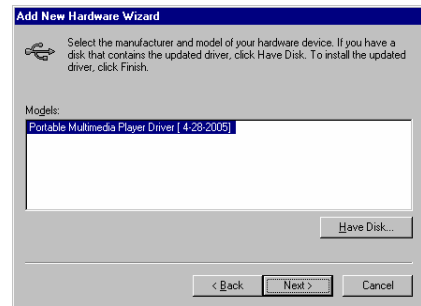 Add New Hardware Wizard
Select the manufacturer and model of your hardware device. If you have a
disk that contains the updated driver, click Have Disk. To install the updated
driver, click Finish.
Models:
Portable Multimedia Player Driver [ 4-28-2005]
Have Disk...
< Back
Next >
Cancel